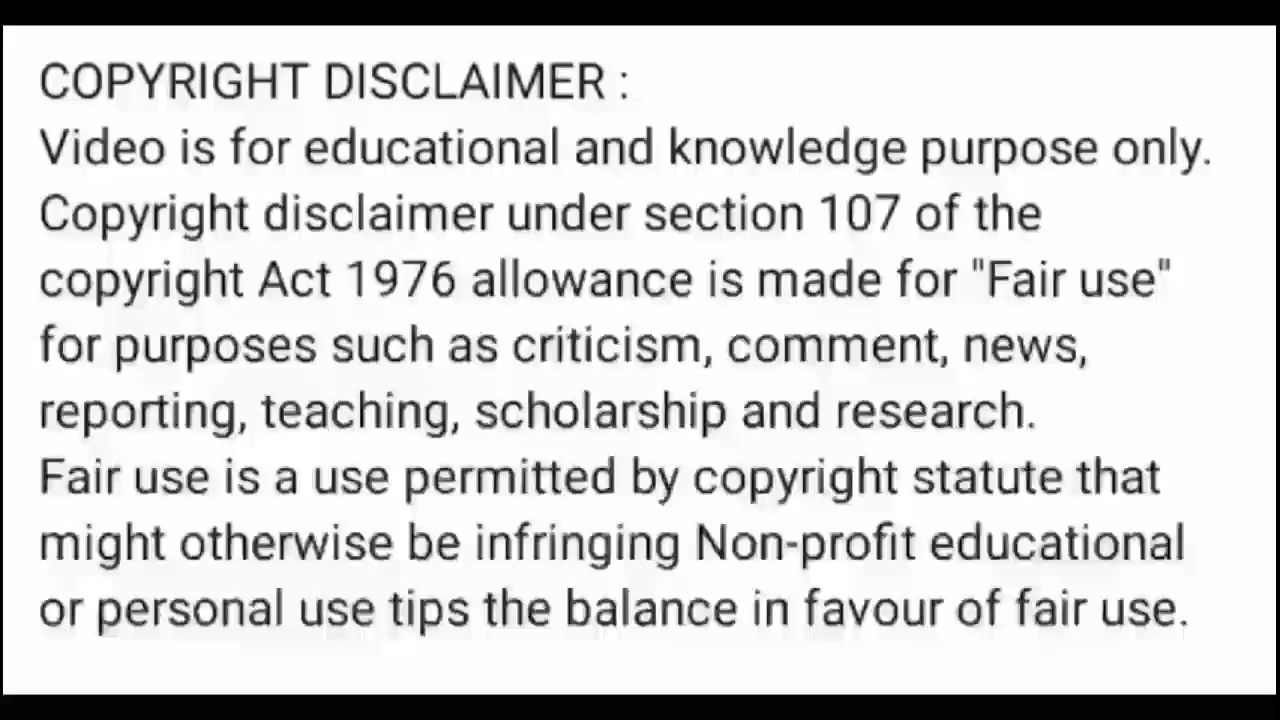 COPYRIGHT DISCLAIMER :
Video is for educational and knowledge purpose only.
Copyright disclaimer under section 107 of the
copyright Act 1976 allowance is made for "Fair use"
for purposes such as criticism, comment, news,
reporting, teaching, scholarship and research.
Fair use is a use permitted by copyright statute that
might otherwise be infringing Non-profit educational
or personal use tips the balance in favour of fair use.